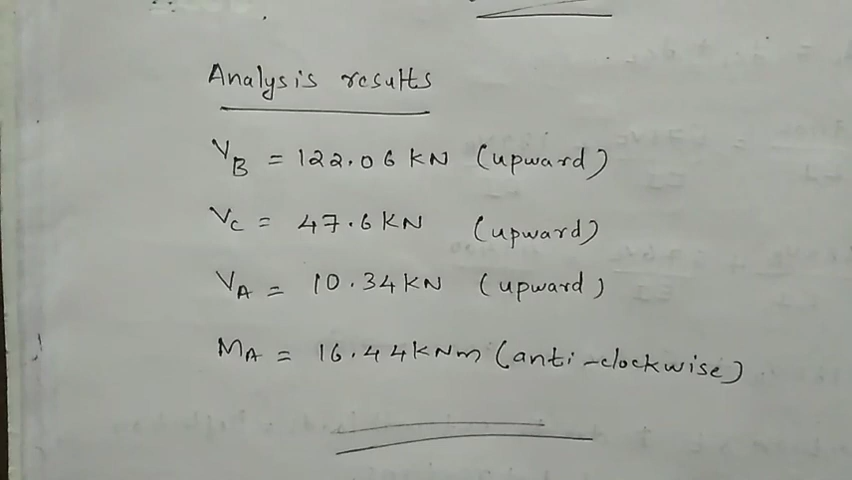 Analysis results
VB = 122.06 KN (upward)
VC = 47.6 KN (upward)
VA = 10.34 KN (upward)
MA = 16.44 KNm (anti-clockwise)